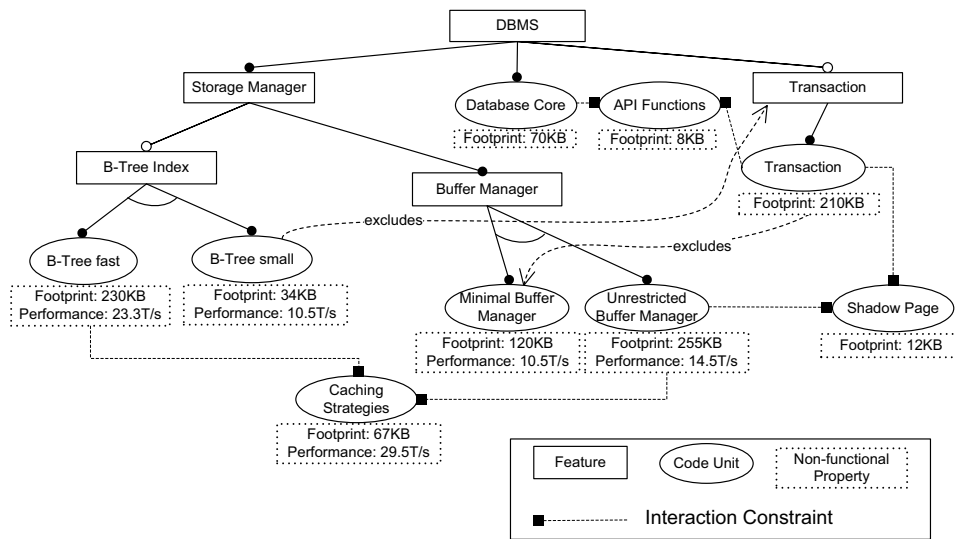 DBMS
Storage Manager
Database Core
API Functions
Transaction
Footprint: 70KB
Footprint: 8KB
B-Tree Index
Buffer Manager
Transaction
Footprint: 210KB
excludes
excludes
B-Tree fast
B-Tree small
Footprint: 230KB
Performance: 23.3T/s
Footprint: 34KB
Performance: 10.5T/s
Minimal Buffer
Manager
Unrestricted
Buffer Manager
Shadow Page
Footprint: 120KB
Performance: 10.5T/s
Footprint: 255KB
Performance: 14.5T/s
Footprint: 12KB
Caching
Strategies
Footprint: 67KB
Performance: 29.5T/s
Feature
Code Unit
Non-functional
Property
Interaction Constraint